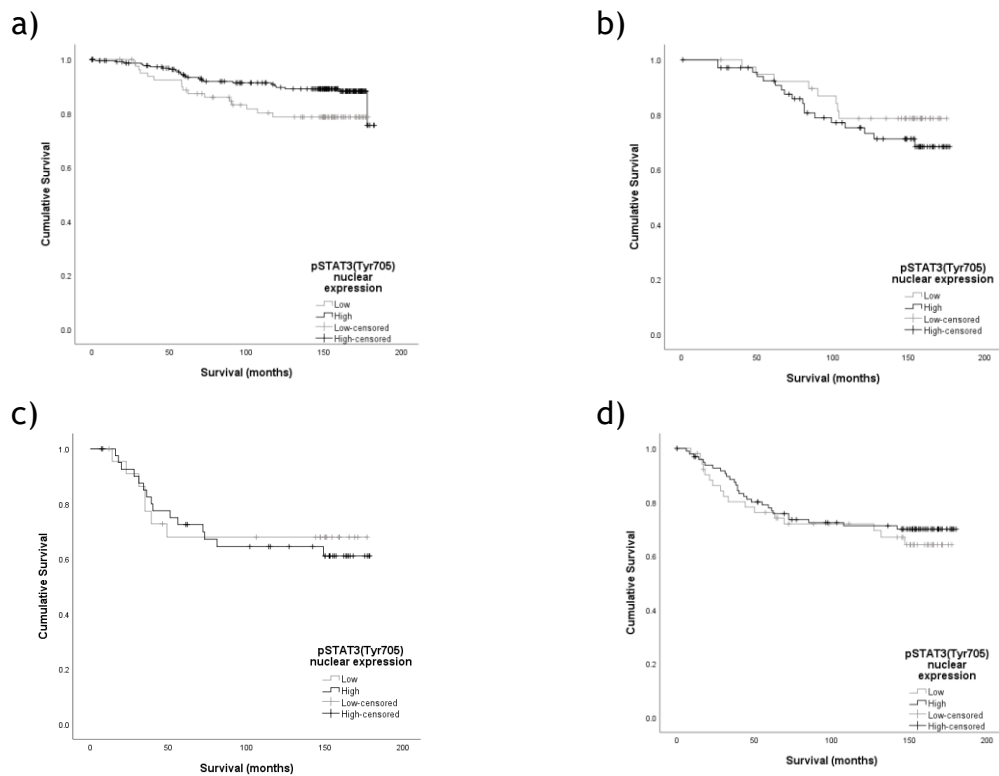 a)
Cumulative Survival
1.0
0.8
0.6
0.4
0.2
0.0
pSTAT3(Tyr705)
nuclear
expression
Low
High
Low-censored
High-censored
0 50 100 150 200
Survival (months)
b)
Cumulative Survival
1.0
0.8
0.6
0.4
0.2
0.0
pSTAT3(Tyr705)
nuclear expression
Low
High
Low-censored
High-censored
0 50 100 150 200
Survival (months)
c)
Cumulative Survival
1.0
0.8
0.6
0.4
0.2
0.0
pSTAT3(Tyr705)
nuclear expression
Low
High
Low-censored
High-censored
0 50 100 150 200
Survival (months)
d)
Cumulative Survival
1.0
0.8
0.6
0.4
0.2
0.0
pSTAT3(Tyr705)
nuclear
expression
Low
High
Low-censored
High-censored
0 50 100 150 200
Survival (months)